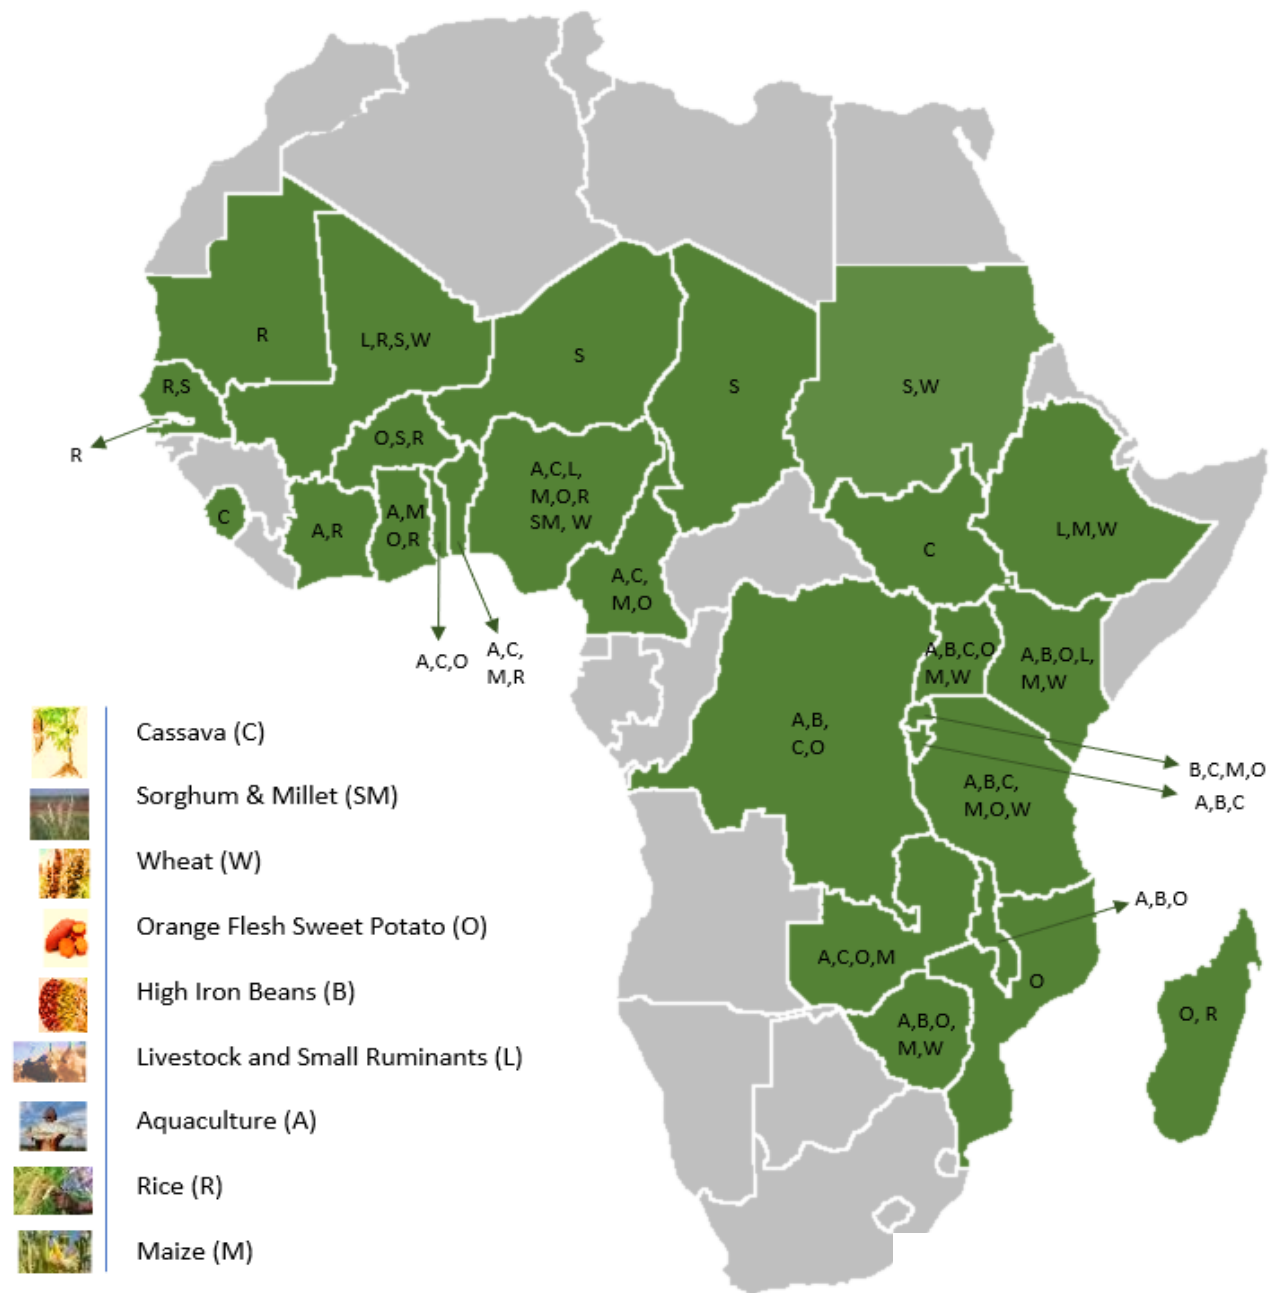 R
L,R,S,W
S
S
S,W
R,S
R
O,S,R
A,C,L,
M,O,R
SM, W
C
A,R
A,M
O,R
C
L,M,W
A,C,
M,O
A,C,O
A,C,
M,R
A,B,C,O
M,W
A,B,O,L,
M,W
A,B,
C,O
B,C,M,O
A,B,C
A,B,C,
M,O,W
A,B,O
A,C,O,M
O
A,B,O,
M,W
O, R
Cassava (C)
Sorghum & Millet (SM)
Wheat (W)
Orange Flesh Sweet Potato (O)
High Iron Beans (B)
Livestock and Small Ruminants (L)
Aquaculture (A)
Rice (R)
Maize (M)